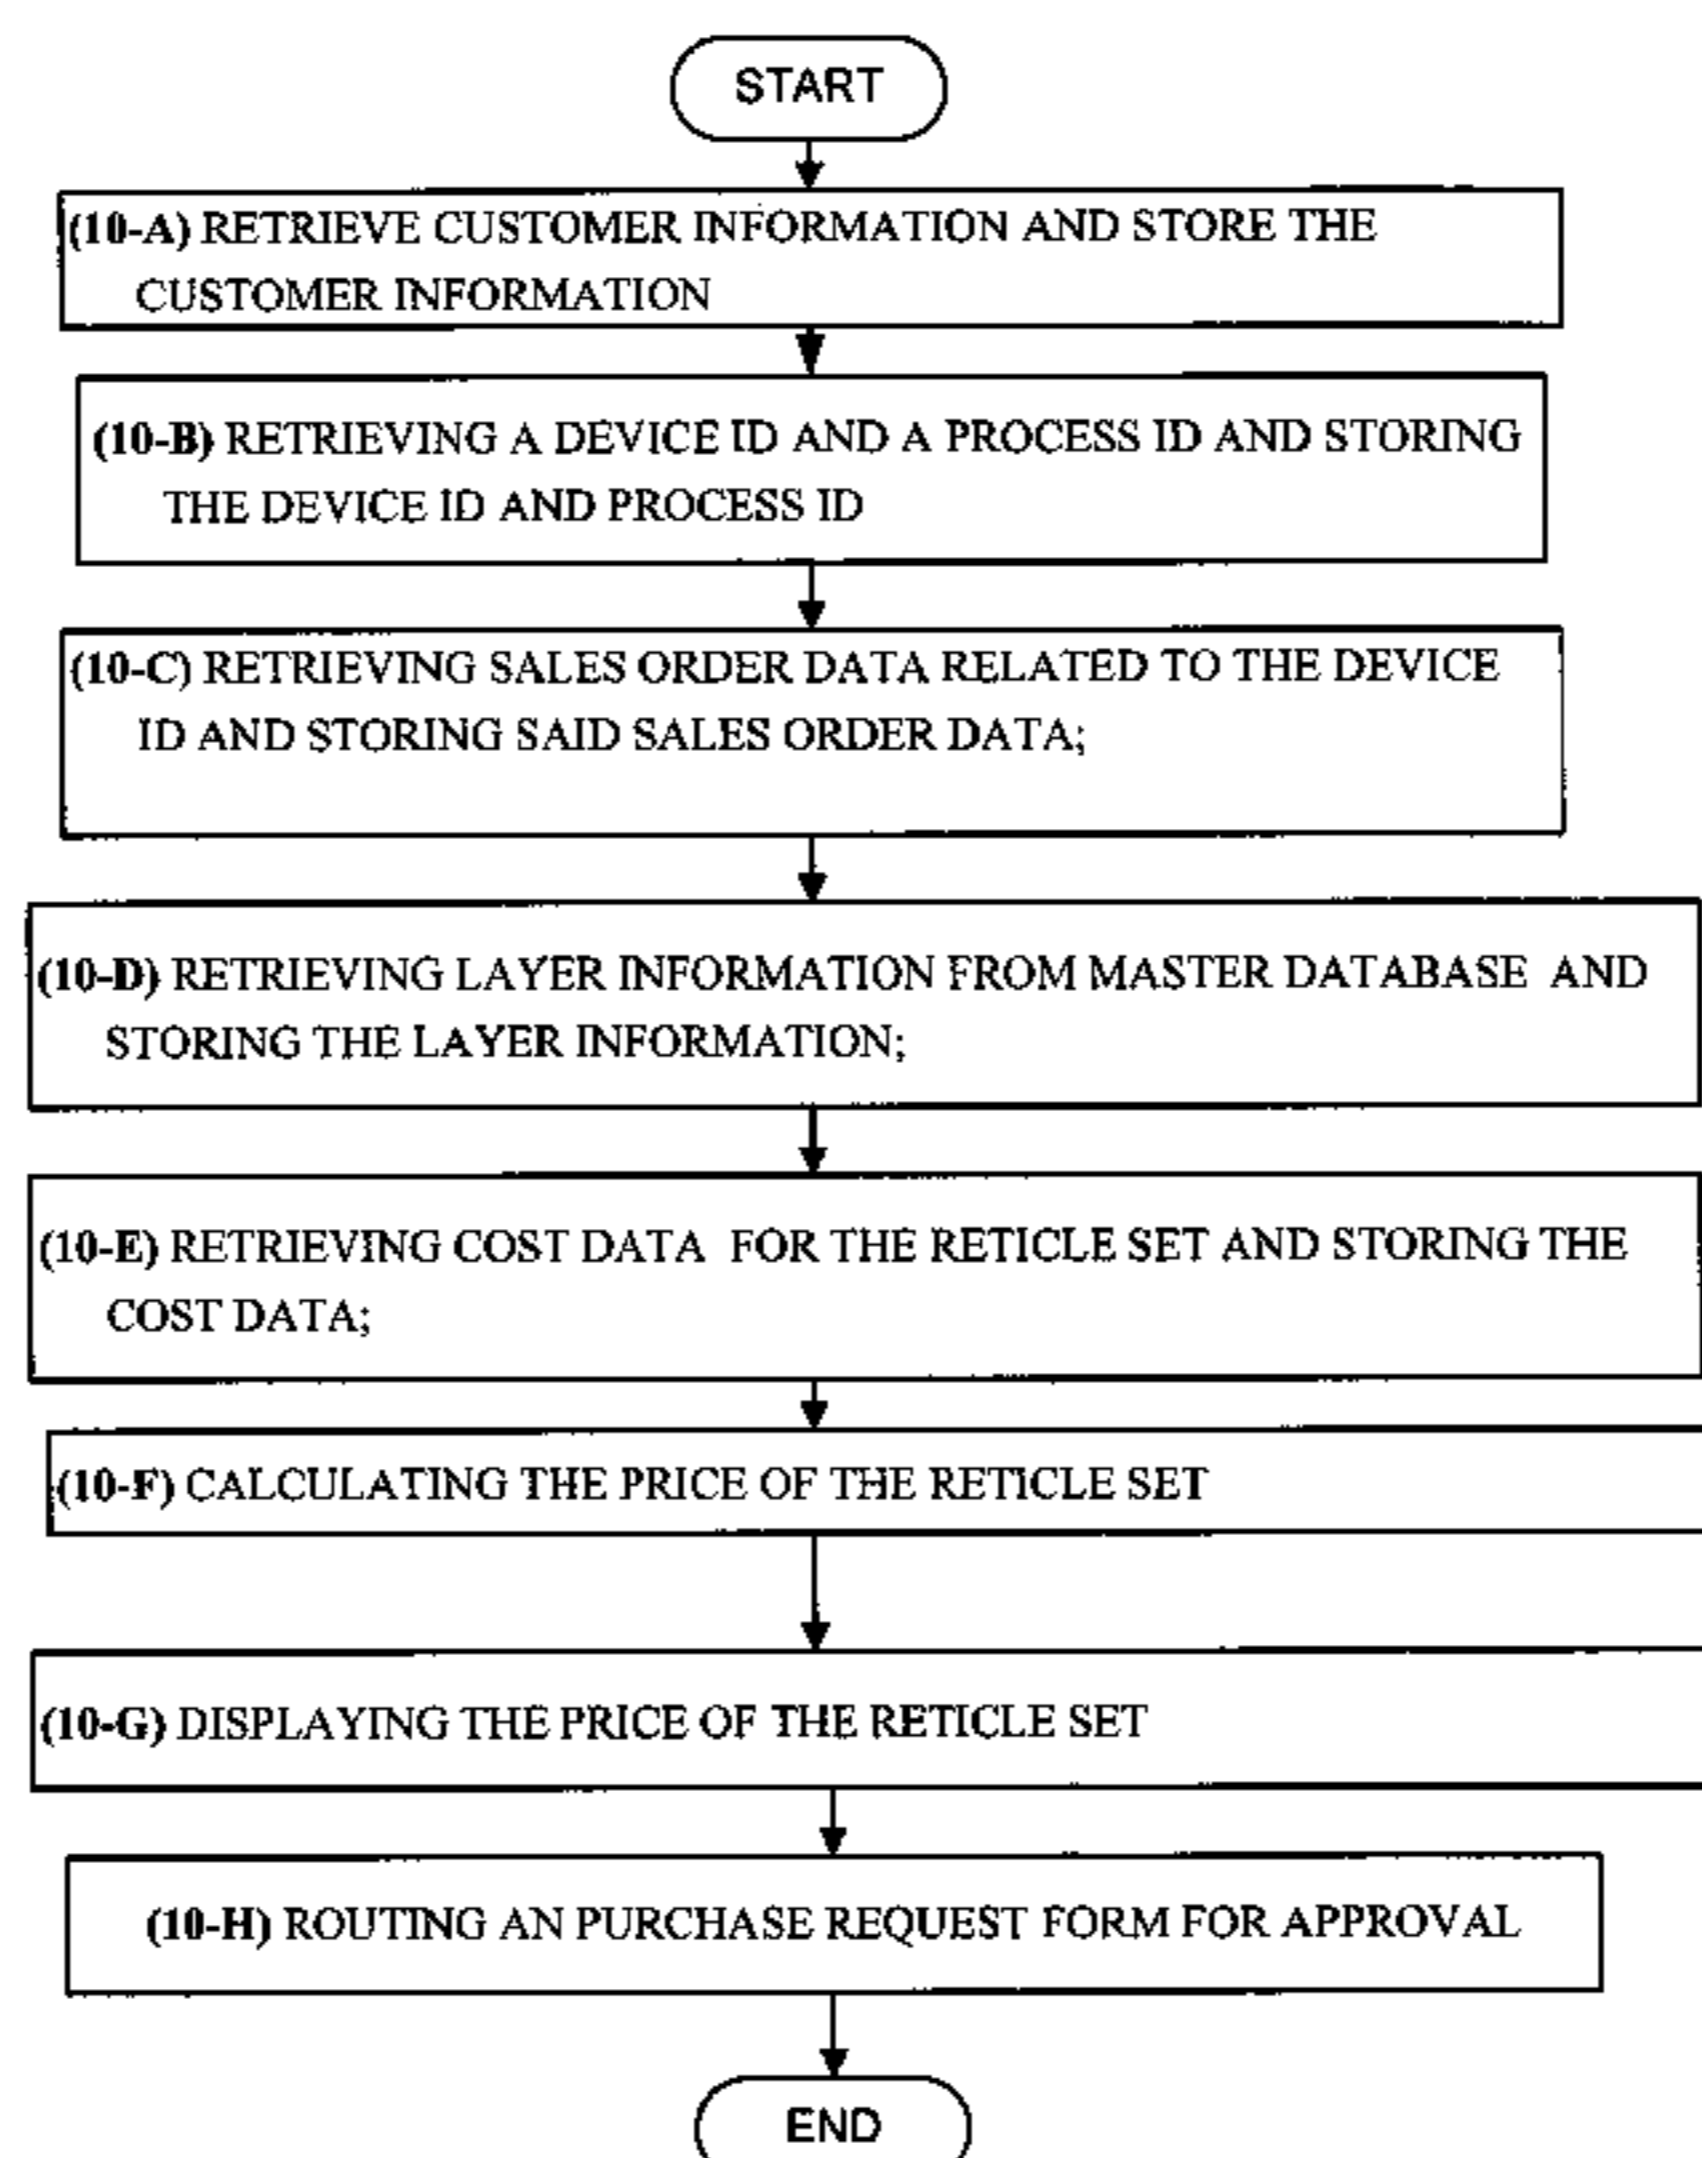 START
(10-A) RETRIEVE CUSTOMER INFORMATION AND STORE THE
CUSTOMER INFORMATION
(10-B) RETRIEVING A DEVICE ID AND A PROCESS ID AND STORING
THE DEVICE ID AND PROCESS ID
(10-C) RETRIEVING SALES ORDER DATA RELATED TO THE DEVICE
ID AND STORING SAID SALES ORDER DATA;
(10-D) RETRIEVING LAYER INFORMATION FROM MASTER DATABASE AND
STORING THE LAYER INFORMATION;
(10-E) RETRIEVING COST DATA FOR THE RETICLE SET AND STORING THE
COST DATA;
(10-F) CALCULATING THE PRICE OF THE RETICLE SET
(10-G) DISPLAYING THE PRICE OF THE RETICLE SET
(10-H) ROUTING AN PURCHASE REQUEST FORM FOR APPROVAL
END